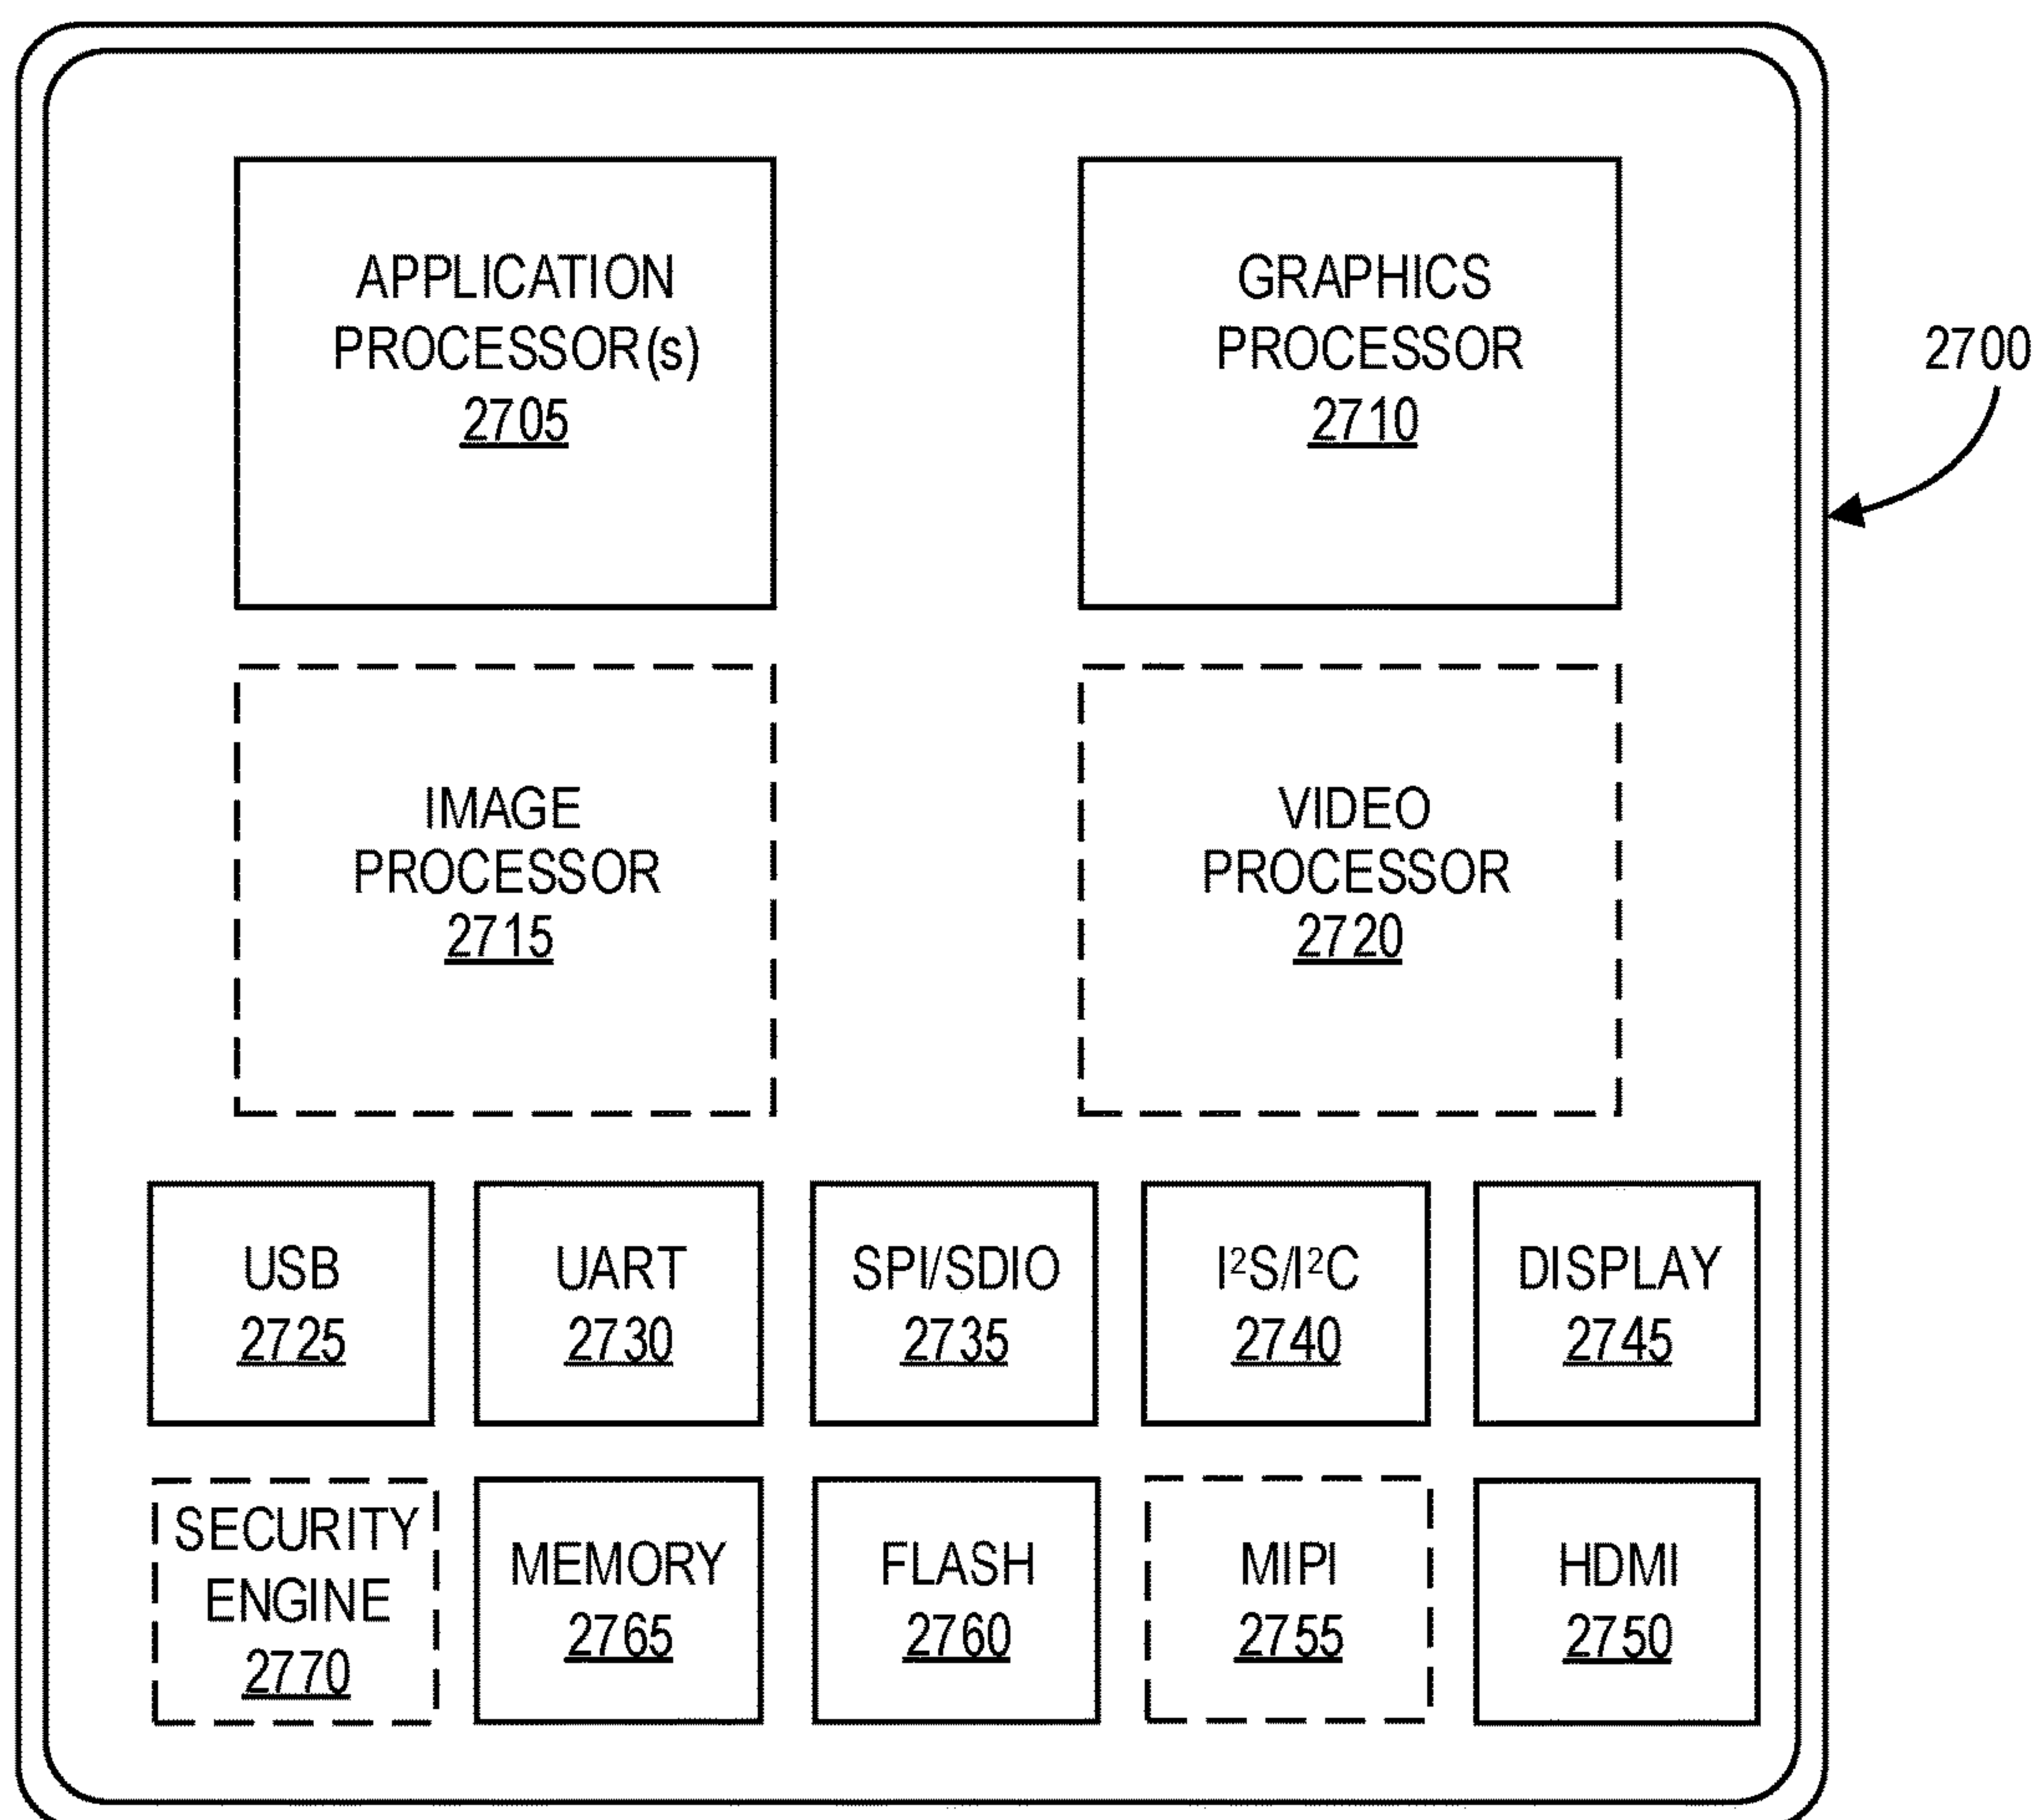 APPLICATION
PROCESSOR(s)
2705
GRAPHICS
PROCESSOR
2710
2700
IMAGE
PROCESSOR
2715
VIDEO
PROCESSOR
2720
USB
2725
UART
2730
SPI/SDIO
2735
I²S/I²C
2740
DISPLAY
2745
SECURITY
ENGINE
2770
MEMORY
2765
FLASH
2760
MIPI
2755
HDMI
2750